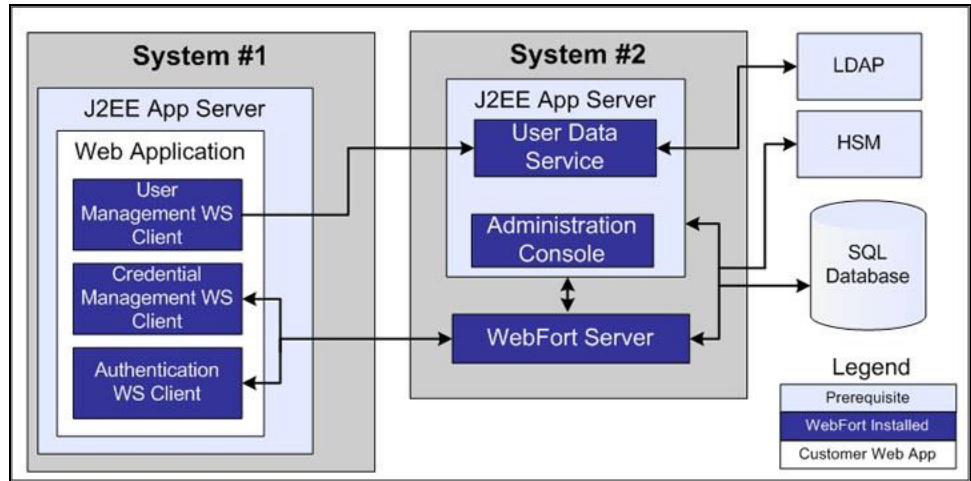 System #1
J2EE App Server
Web Application
User
Management WS
Client
Credential
Management WS
Client
Authentication
WS Client
System #2
J2EE App Server
User Data
Service
Administration
Console
WebFort Server
LDAP
HSM
SQL
Database
Legend
Prerequisite
WebFort Installed
Customer Web App